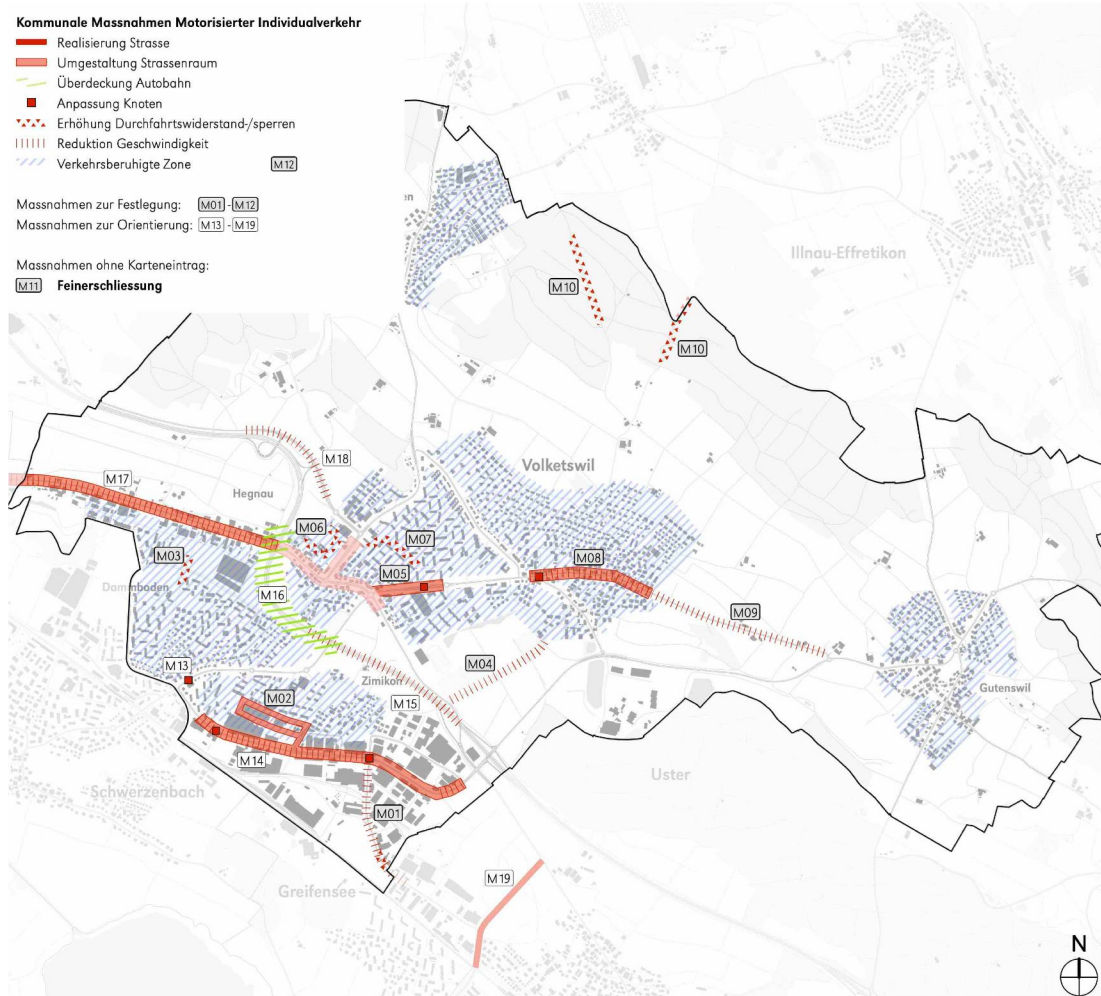 Kommunale Massnahmen Motorisierter Individualverkehr
Realisierung Strasse
Umgestaltung Strassenraum
Überdeckung Autobahn
Anpassung Knoten
Erhöhung Durchfahrtswiderstand-/sperren
Reduktion Geschwindigkeit
Verkehrsberuhigte Zone M12
Massnahmen zur Festlegung: M01 - M12
Massnahmen zur Orientierung: M13 - M19
Massnahmen ohne Karteneintrag:
M11 Feinerschliessung
en
Illnau-Effretikon
M10
M10
M18
Volketswil
M17
Hegnau
M06
M07
M03
M05
M08
Dammboden
M16
M09
M04
M13
Zimikon
M02
M15
Gutenswil
M14
Uster
Schwerzenbach
M01
M19
Greifensee
N